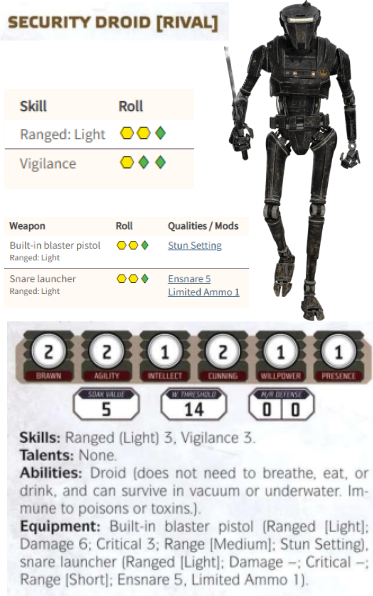 SECURITY DROID [RIVAL]
Skill Roll
Ranged: Light
Vigilance
Weapon Roll Qualities / Mods
Built-in blaster pistol Stun Setting
Ranged: Light
Snare launcher Ensnare 5
Ranged: Light Limited Ammo 1
2 2 1 2 1 1
BRAWN AGILITY INTELLECT CUNNING WILLPOWER PRESENCE
SOAK VALUE W. THRESHOLD M/R DEFENSE
5 14 0 0
Skills: Ranged (Light) 3, Vigilance 3.
Talents: None.
Abilities: Droid (does not need to breathe, eat, or
drink, and can survive in vacuum or underwater. Im-
mune to poisons or toxins.).
Equipment: Built-in blaster pistol (Ranged [Light];
Damage 6; Critical 3; Range [Medium]; Stun Setting),
snare launcher (Ranged [Light]; Damage –; Critical –;
Range [Short]; Ensnare 5, Limited Ammo 1).